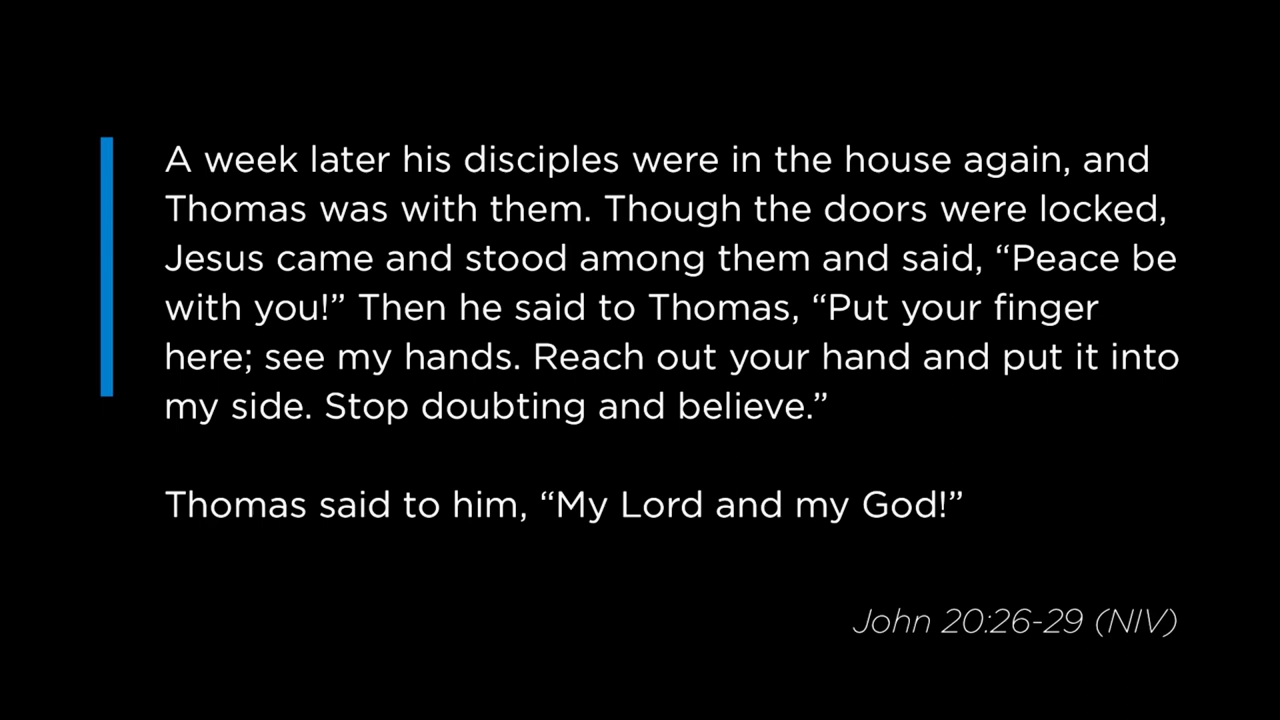 A week later his disciples were in the house again, and
Thomas was with them. Though the doors were locked,
Jesus came and stood among them and said, “Peace be
with you!” Then he said to Thomas, “Put your finger
here; see my hands. Reach out your hand and put it into
my side. Stop doubting and believe.”
Thomas said to him, “My Lord and my God!”
John 20:26-29 (NIV)